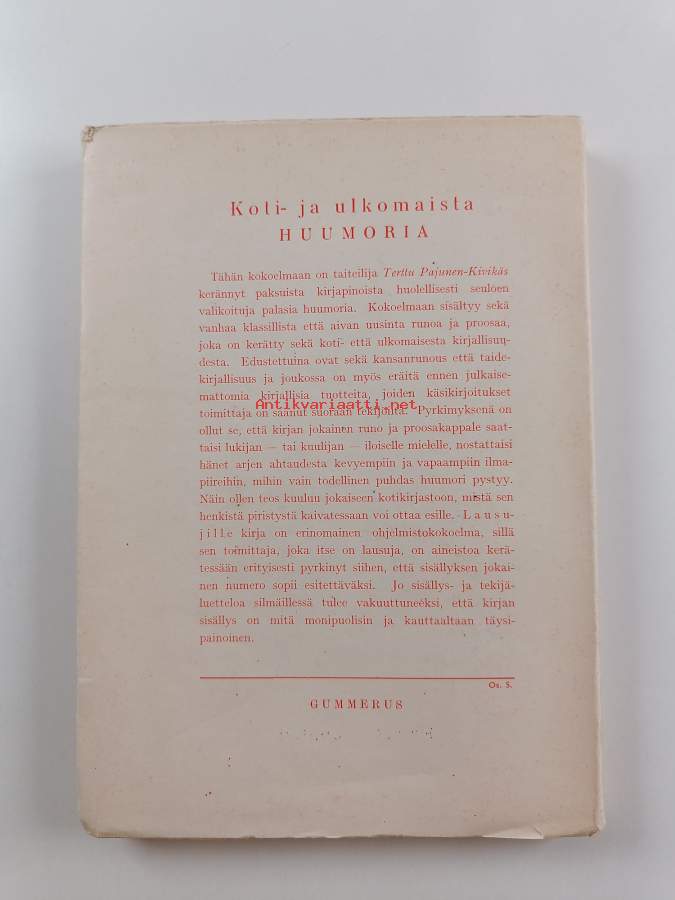 Koti- ja ulkomaista
HUUMORIA
Tähän kokoelmaan on taiteilija Terttu Pajunen-Kivikäs
kerännyt paksuista kirjapinoista huolellisesti seuloen
valikoituja palasia huumoria. Kokoelmaan sisältyy sekä
vanhaa klassillista että aivan uusinta runoa ja proosaa,
joka on kerätty sekä koti- että ulkomaisesta kirjallisuu-
desta. Edustettuina ovat sekä kansanrunous että taide-
kirjallisuus ja joukossa on myös eräitä ennen julkaise-
mattomia kirjallisia tuotteita, joiden käsikirjoitukset
Antikvariaatti.net
toimittaja on saanut suoraan tekijöiltä. Pyrkimyksenä on
ollut se, että kirjan jokainen runo ja proosakappale saat-
taisi lukijan — tai kuulijan — iloiselle mielelle, nostattaisi
hänet arjen ahtaudesta kevyempiin ja vapaampiin ilma-
piireihin, mihin vain todellinen puhdas huumori pystyy.
Näin ollen teos kuuluu jokaiseen kotikirjastoon, mistä sen
henkistä piristystä kaivatessaan voi ottaa esille. Lausu-
jille kirja on erinomainen ohjelmistokokoelma, sillä
sen toimittaja, joka itse on lausuja, on aineistoa kerä-
tessään erityisesti pyrkinyt siihen, että sisällyksen jokai-
nen numero sopii esitettäväksi. Jo sisällys- ja tekijä-
luetteloa silmäillessä tulee vakuuttuneeksi, että kirjan
sisällys on mitä monipuolisin ja kauttaaltaan täysi-
painoinen.
Os. S.
GUMMERUS